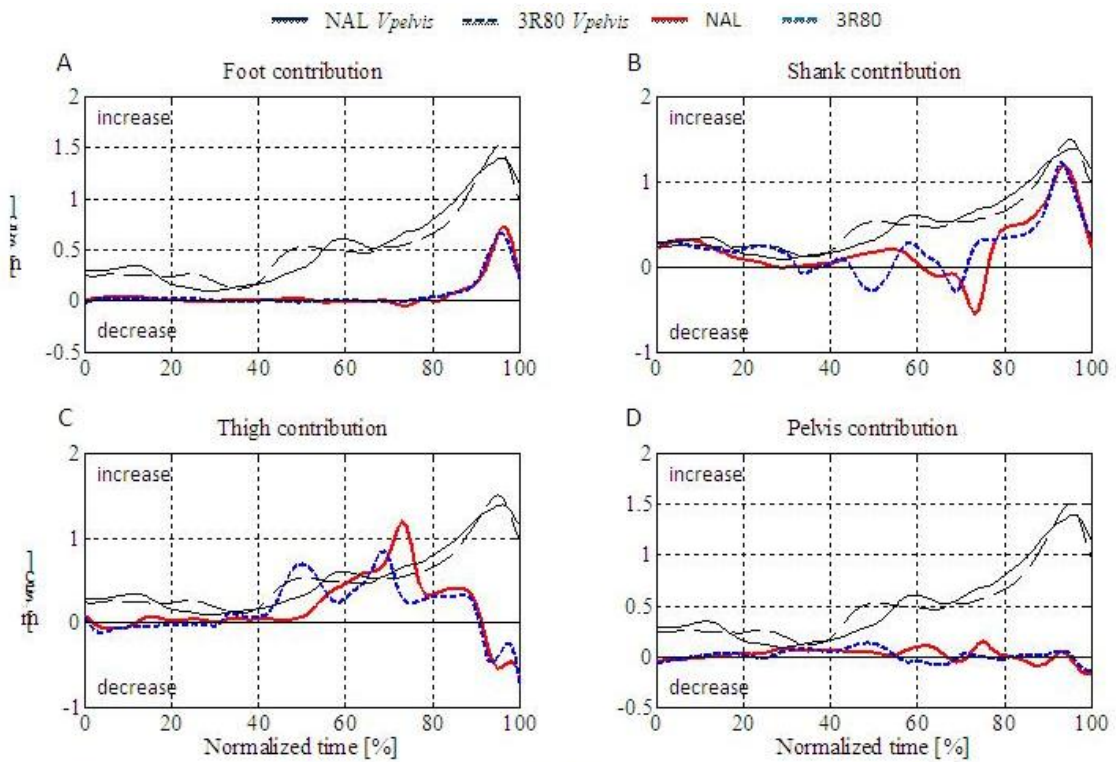 NAL Vpelvis 3R80 Vpelvis NAL 3R80
A Foot contribution
2
increase
1.5
1
0.5
0
decrease
-0.5
0 20 40 60 80 100
B Shank contribution
2
increase
1
0
decrease
-1
0 20 40 60 80 100
C Thigh contribution
2
increase
1
0
decrease
-1
0 20 40 60 80 100
Normalized time [%]
D Pelvis contribution
2
increase
1.5
1
0.5
0
decrease
-0.5
0 20 40 60 80 100
Normalized time [%]